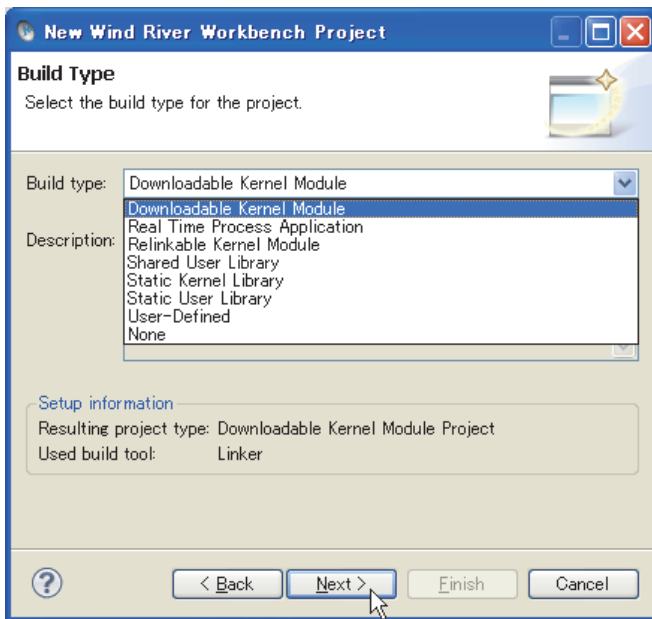 New Wind River Workbench Project
Build Type
Select the build type for the project.
Build type: Downloadable Kernel Module
Downloadable Kernel Module
Real Time Process Application
Description: Relinkable Kernel Module
Shared User Library
Static Kernel Library
Static User Library
User-Defined
None
Setup information
Resulting project type: Downloadable Kernel Module Project
Used build tool: Linker
? < Back Next > Finish Cancel